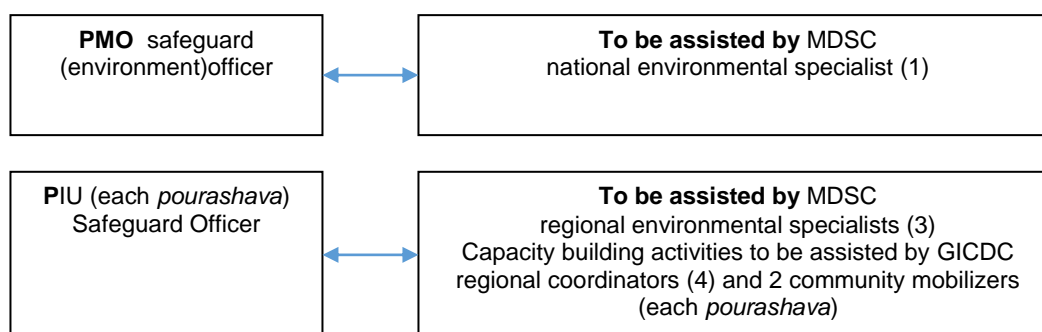 PMO safeguard
(environment)officer
To be assisted by MDSC
national environmental specialist (1)
PIU (each pourashava)
Safeguard Officer
To be assisted by MDSC
regional environmental specialists (3)
Capacity building activities to be assisted by GICDC
regional coordinators (4) and 2 community mobilizers
(each pourashava)